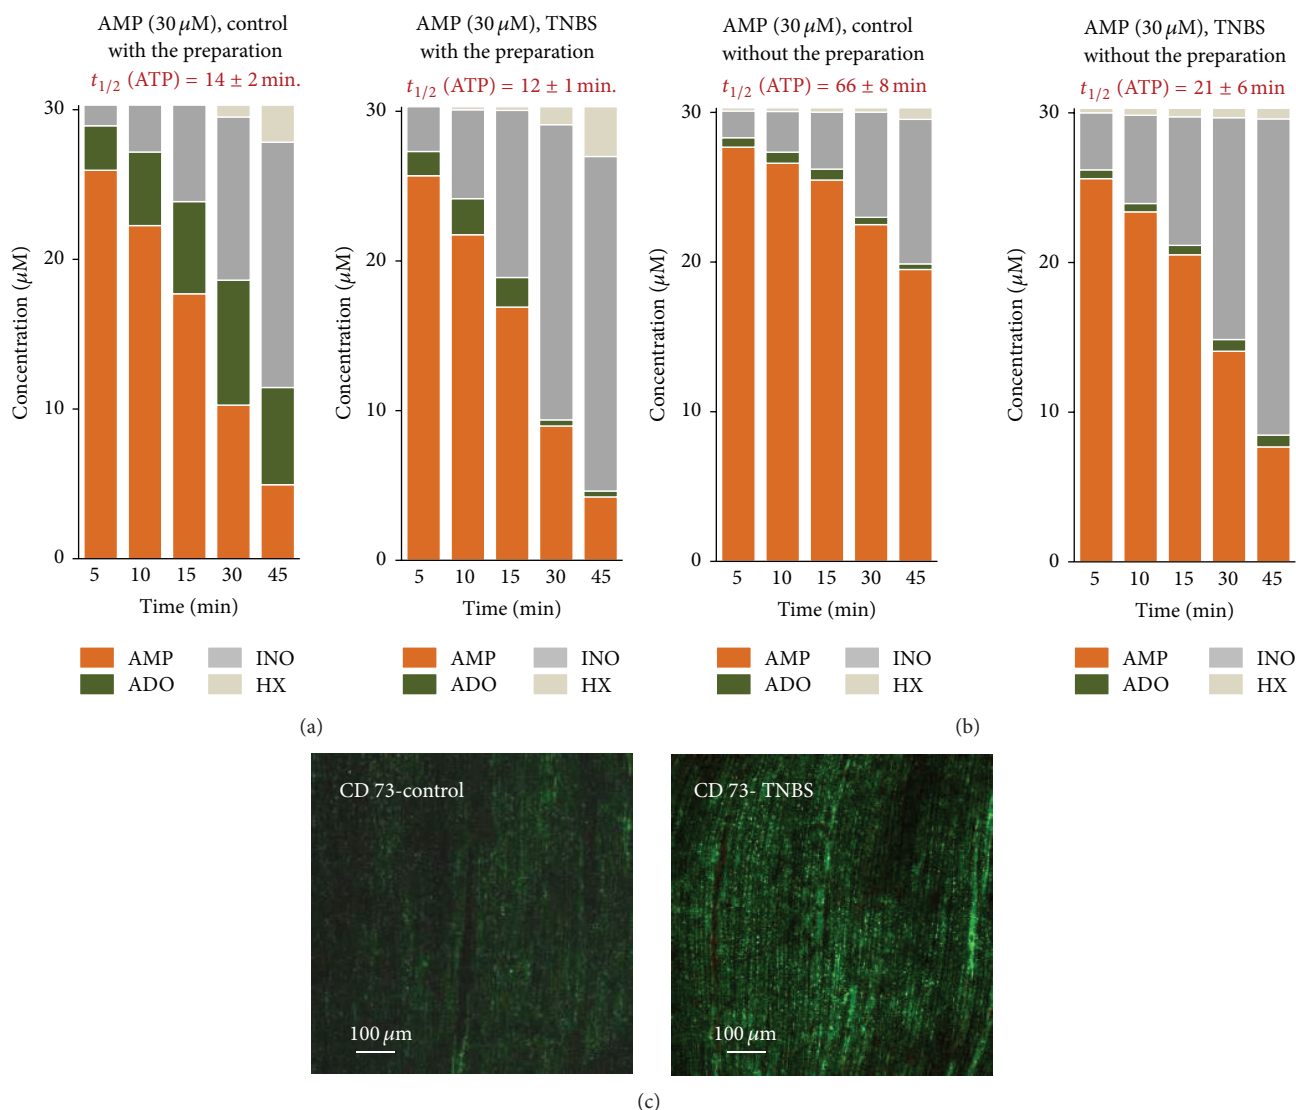 AMP (30 μM), control
with the preparation
t1/2 (ATP) = 14 ± 2 min.
AMP (30 μM), TNBS
with the preparation
t1/2 (ATP) = 12 ± 1 min.
AMP (30 μM), control
without the preparation
t1/2 (ATP) = 66 ± 8 min
AMP (30 μM), TNBS
without the preparation
t1/2 (ATP) = 21 ± 6 min
Concentration (μM)
30
20
10
0
5 10 15 30 45
Time (min)
AMP INO
ADO HX
Concentration (μM)
30
20
10
0
5 10 15 30 45
Time (min)
AMP INO
ADO HX
(a)
Concentration (μM)
30
20
10
0
5 10 15 30 45
Time (min)
AMP INO
ADO HX
Concentration (μM)
30
20
10
0
5 10 15 30 45
Time (min)
AMP INO
ADO HX
(b)
CD 73-control
100 μm
CD 73- TNBS
100 μm
(c)